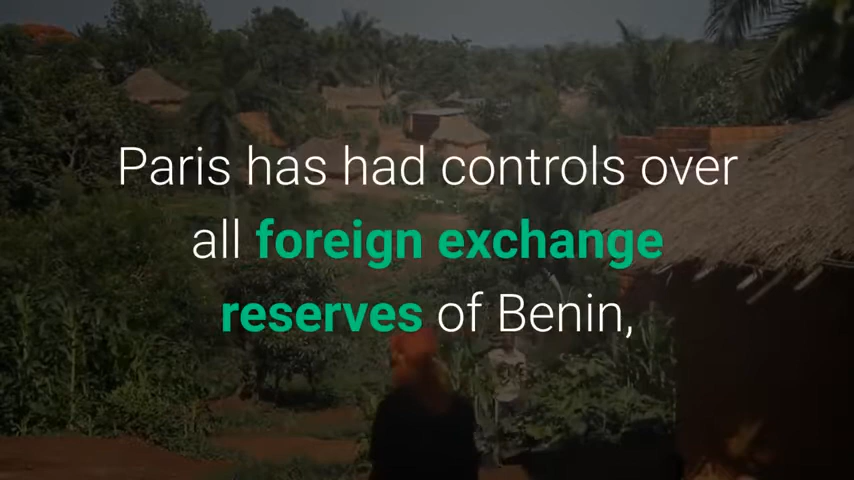 Paris has had controls over
all foreign exchange
reserves of Benin,